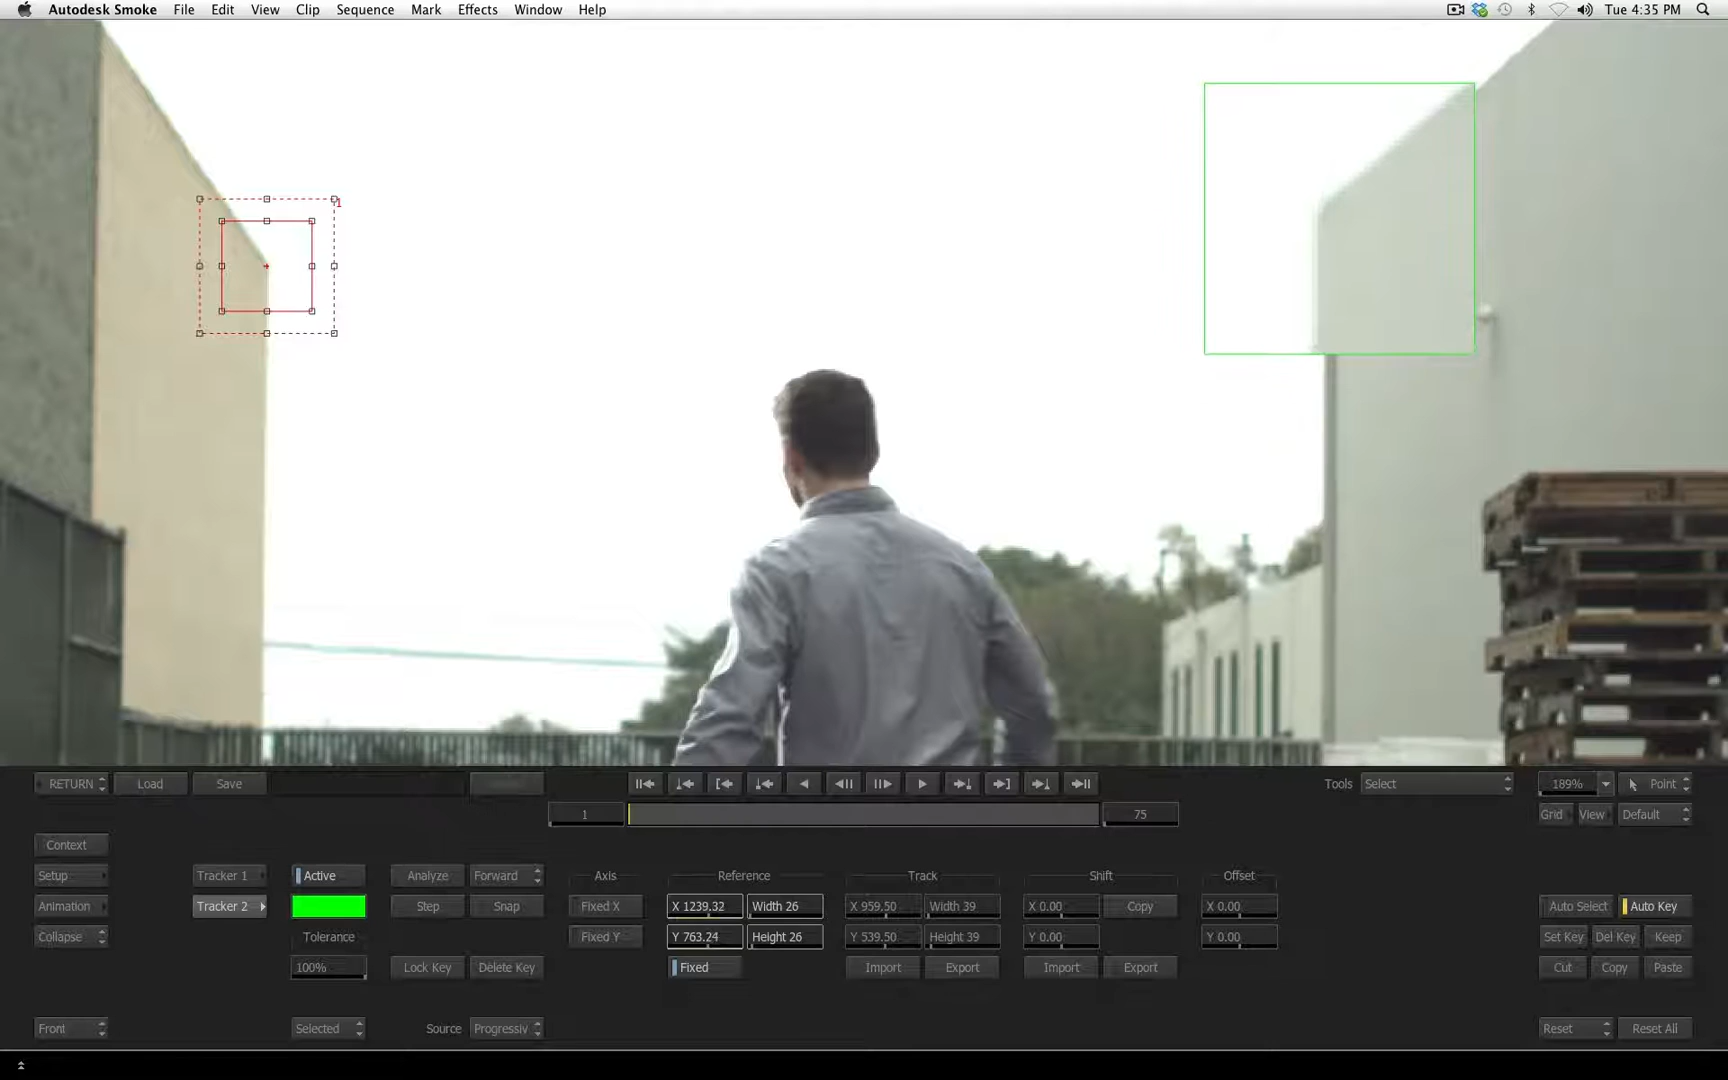 Autodesk Smoke File Edit View Clip Sequence Mark Effects Window Help Tue 4:35 PM
1
RETURN Load Save Tools Select 189% Point
1 75 Grid View Default
Context
Setup Tracker 1 Active Analyze Forward Axis Reference Track Shift Offset
Animation Tracker 2 Step Snap Fixed X X 1239.32 Width 26 X 959.50 Width 39 X 0.00 Copy X 0.00 Auto Select Auto Key
Collapse Tolerance Fixed Y Y 763.24 Height 26 Y 539.50 Height 39 Y 0.00 Y 0.00 Set Key Del Key Keep
100% Lock Key Delete Key Fixed Import Export Import Export Cut Copy Paste
Front Selected Source Progressiv Reset Reset All